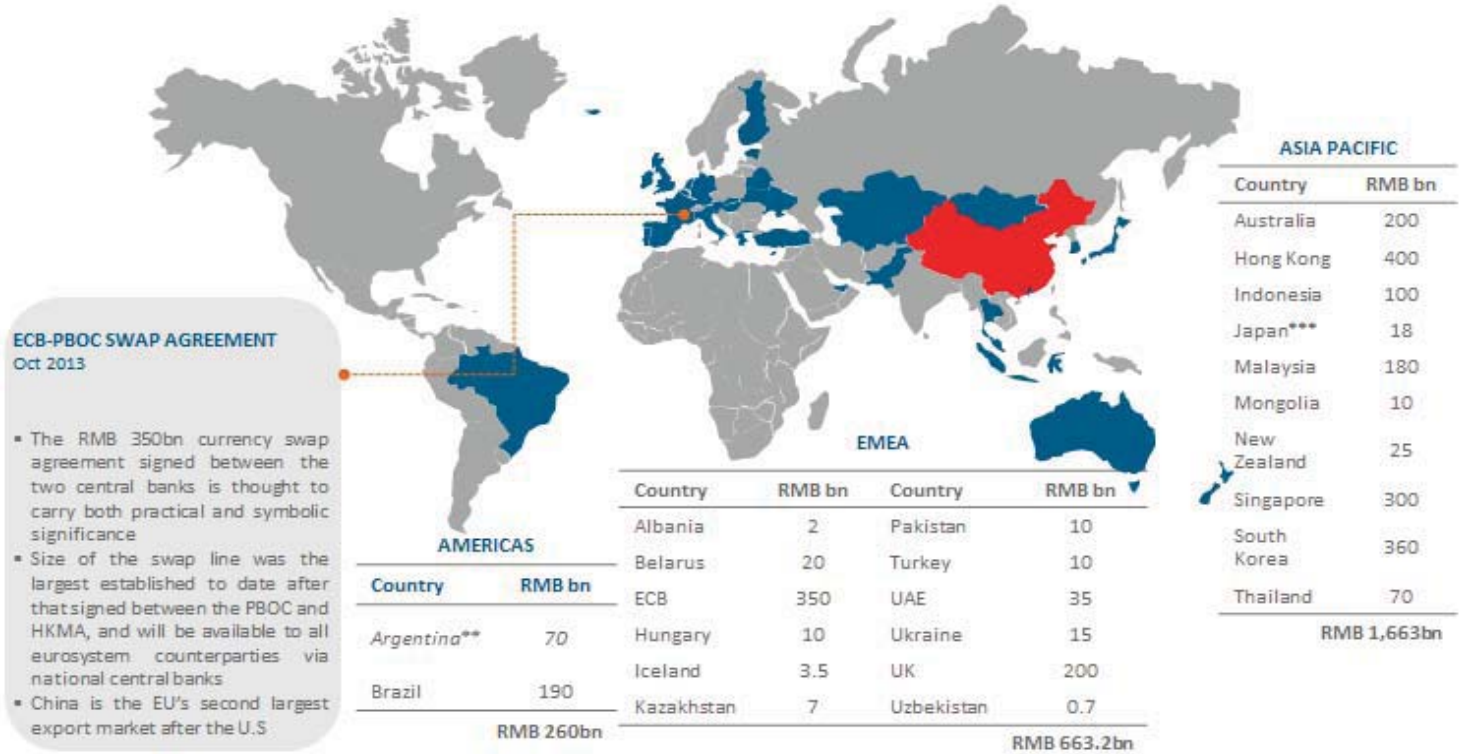 ECB-PBOC SWAP AGREEMENT
Oct 2013
▪ The RMB 350bn currency swap
agreement signed between the
two central banks is thought to
carry both practical and symbolic
significance
▪ Size of the swap line was the
largest established to date after
that signed between the PBOC and
HKMA, and will be available to all
eurosystem counterparties via
national central banks
▪ China is the EU's second largest
export market after the U.S
AMERICAS
Country RMB bn
Argentina** 70
Brazil 190
RMB 260bn
EMEA
Country RMB bn Country RMB bn
Albania 2 Pakistan 10
Belarus 20 Turkey 10
ECB 350 UAE 35
Hungary 10 Ukraine 15
Iceland 3.5 UK 200
Kazakhstan 7 Uzbekistan 0.7
RMB 663.2bn
ASIA PACIFIC
Country RMB bn
Australia 200
Hong Kong 400
Indonesia 100
Japan*** 18
Malaysia 180
Mongolia 10
New
Zealand 25
Singapore 300
South
Korea 360
Thailand 70
RMB 1,663bn